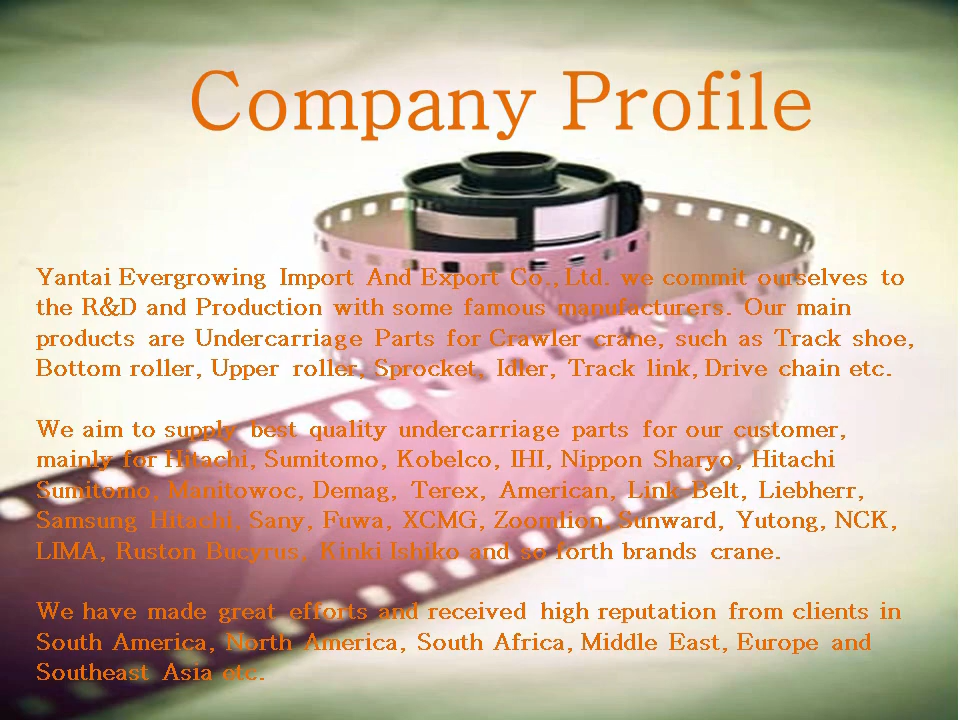 Company Profile
Yantai Evergrowing Import And Export Co., Ltd. we commit ourselves to
the R&D and Production with some famous manufacturers. Our main
products are Undercarriage Parts for Crawler crane, such as Track shoe,
Bottom roller, Upper roller, Sprocket, Idler, Track link, Drive chain etc.
We aim to supply best quality undercarriage parts for our customer,
mainly for Hitachi, Sumitomo, Kobelco, IHI, Nippon Sharyo, Hitachi
Sumitomo, Manitowoc, Demag, Terex, American, Link-Belt, Liebherr,
Samsung Hitachi, Sany, Fuwa, XCMG, Zoomlion, Sunward, Yutong, NCK,
LIMA, Ruston Bucyrus, Kinki Ishiko and so forth brands crane.
We have made great efforts and received high reputation from clients in
South America, North America, South Africa, Middle East, Europe and
Southeast Asia etc.